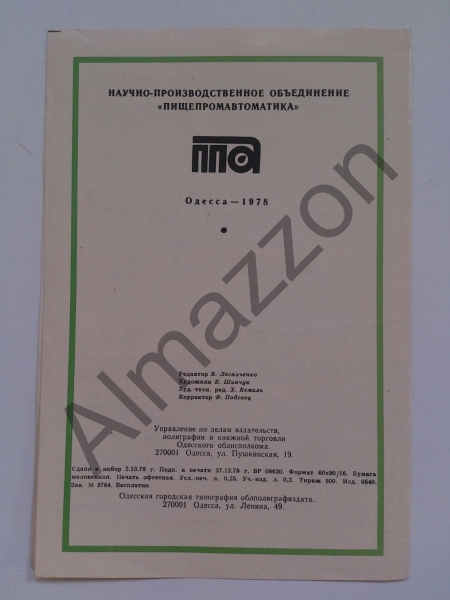 НАУЧНО-ПРОИЗВОДСТВЕННОЕ ОБЪЕДИНЕНИЕ
«ПИЩЕПРОМАВТОМАТИКА»
ппа
Одесса — 1978
Редактор В. Лесниченко
Художник Е. Шинчук
Худ.-техн. ред. Х. Кемаль
Корректор Ф. Подгаец
Управление по делам издательств,
полиграфии и книжной торговли
Одесского облисполкома.
270001 Одесса, ул. Пушкинская, 19.
Сдано в набор 2.10.78 г. Подп. к печати 27.12.78 г. БР 08630. Формат 60х90/16. Бумага
мелованная. Печать офсетная. Усл.-печ. л. 0,25. Уч.-изд. л. 0,2. Тираж 500. Изд. 0540.
Зак. № 3764. Бесплатно.
Одесская городская типография облполиграфиздата.
270001 Одесса, ул. Ленина, 49.
Almazzon